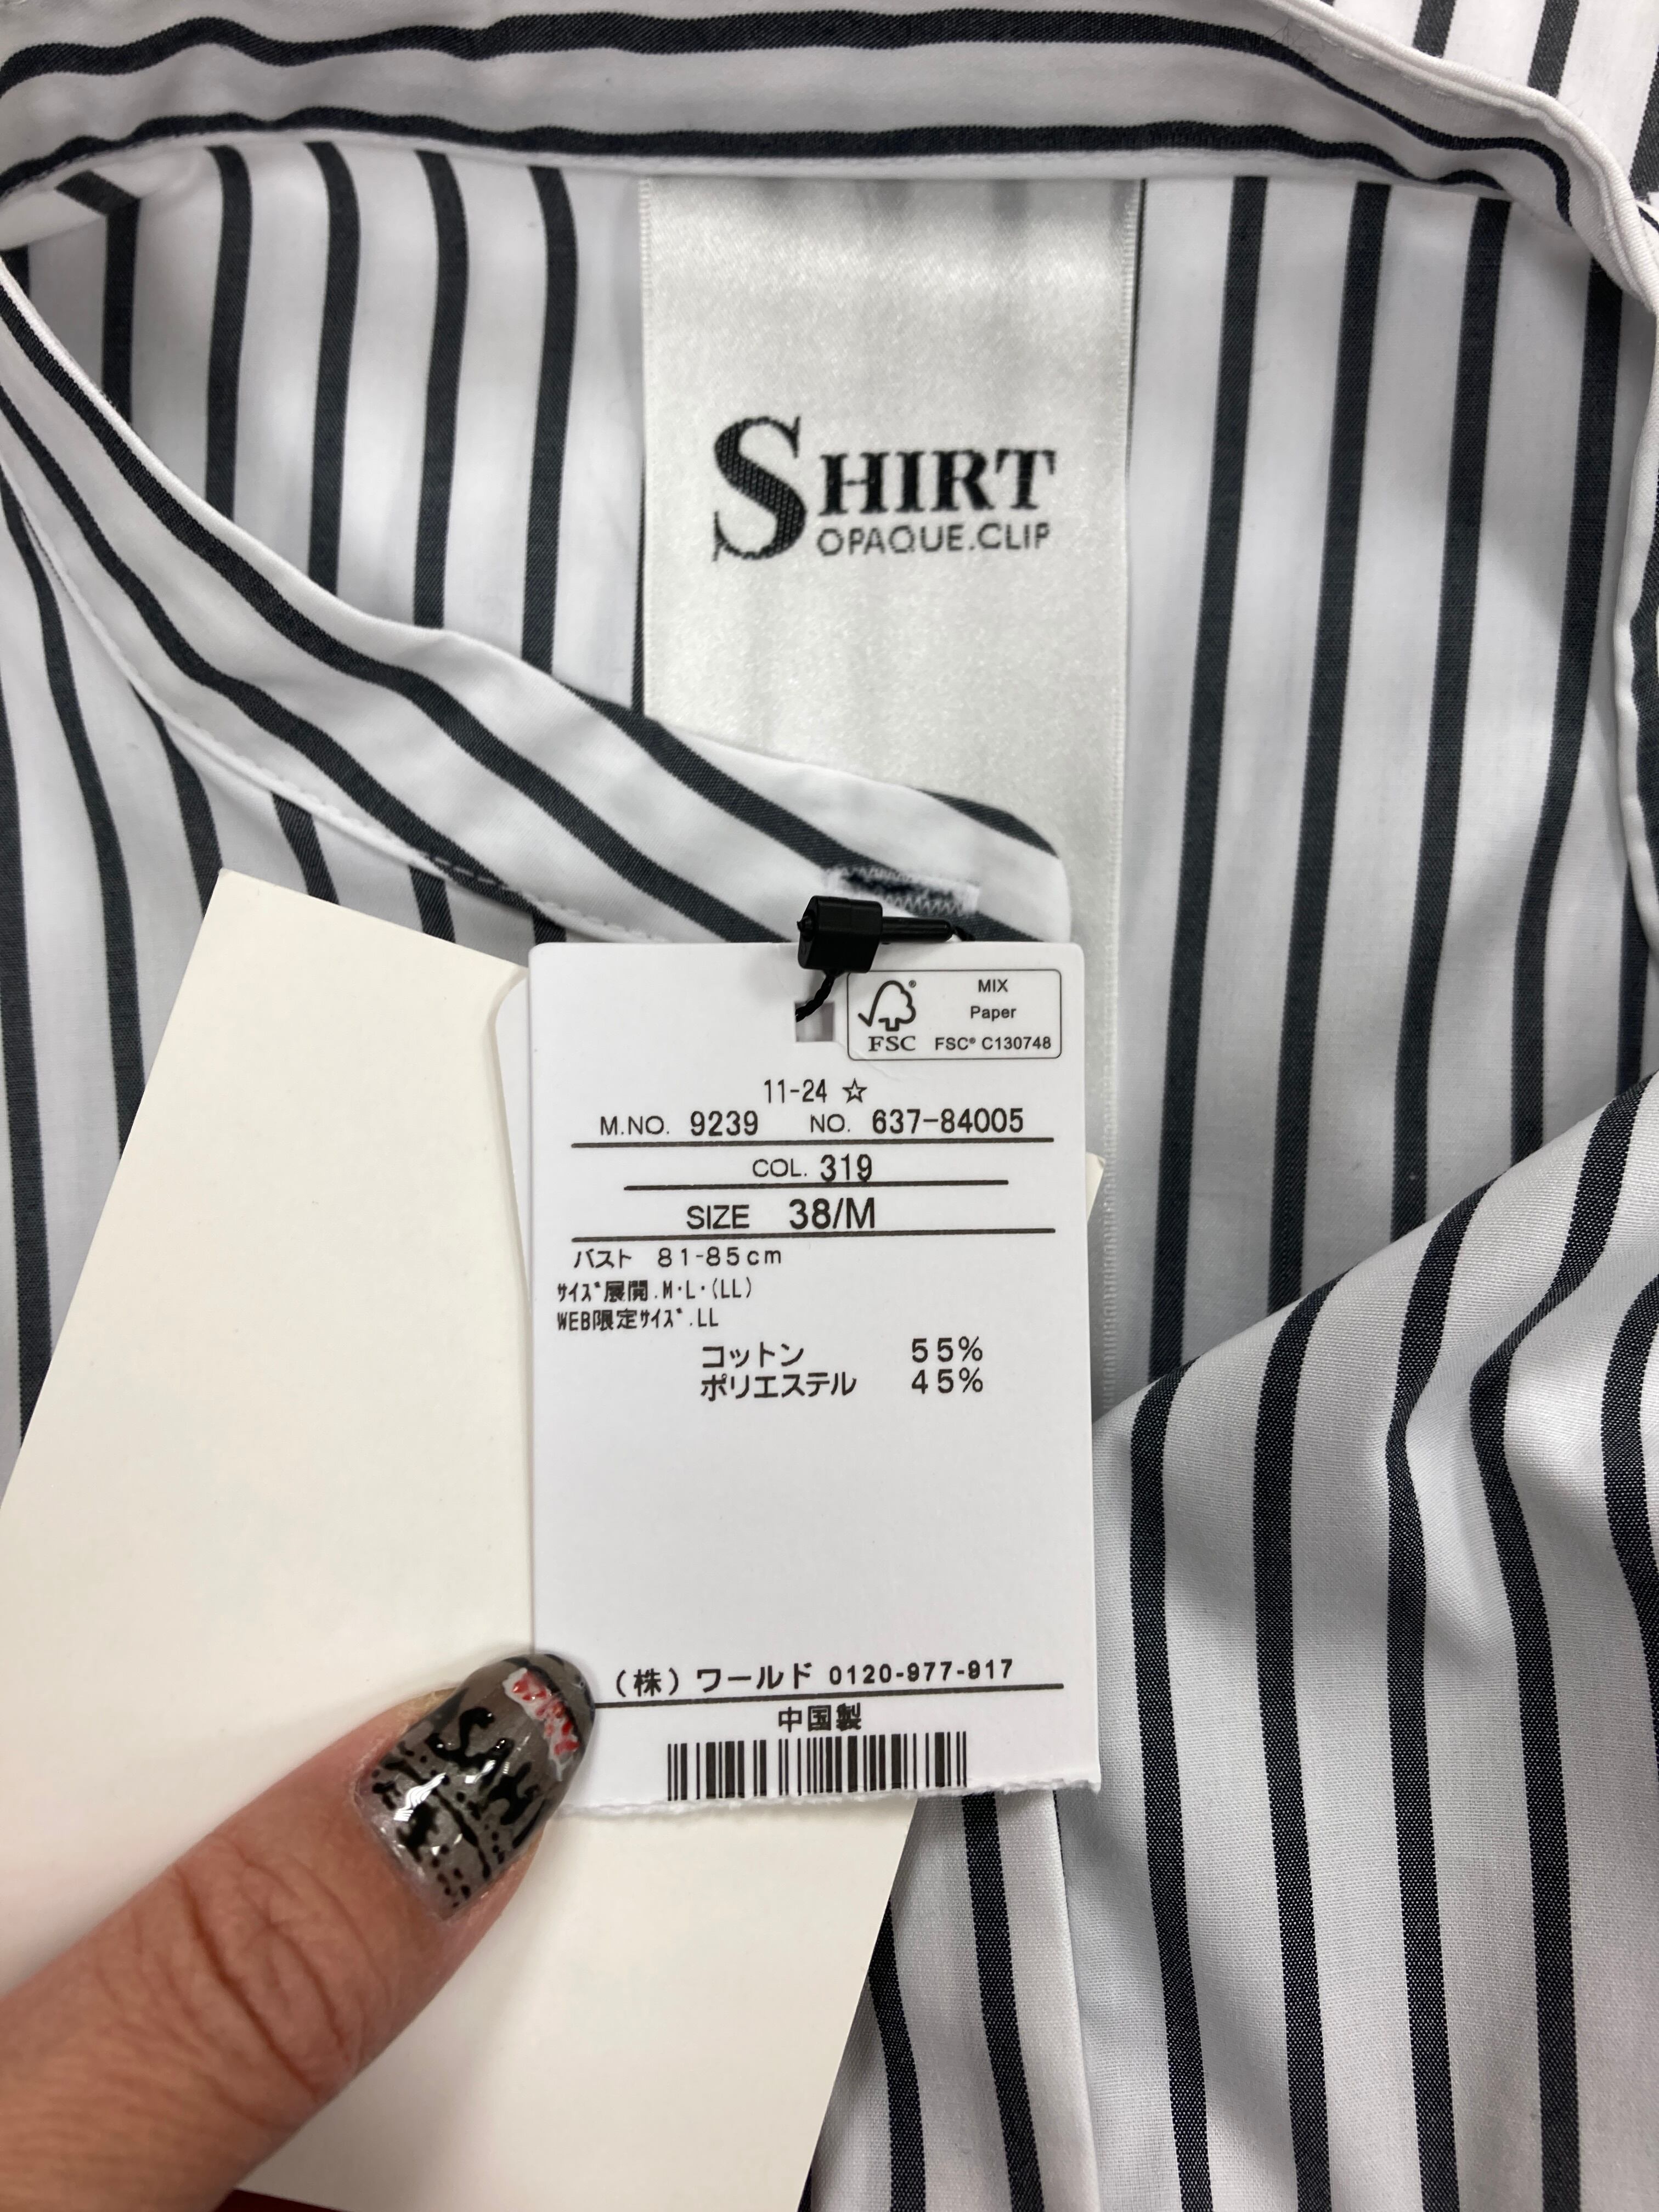 SHIRT
OPAQUE.CLIP
MIX
Paper
FSC® C130748
FSC
11-24 ☆
M.NO. 9239 NO. 637-84005
COL. 319
SIZE 38/M
バスト 81-85cm
ｻｲｽﾞ展開.M･L･(LL)
WEB限定ｻｲｽﾞ.LL
コットン 55%
ポリエステル 45%
(株)ワールド 0120-977-917
中国製